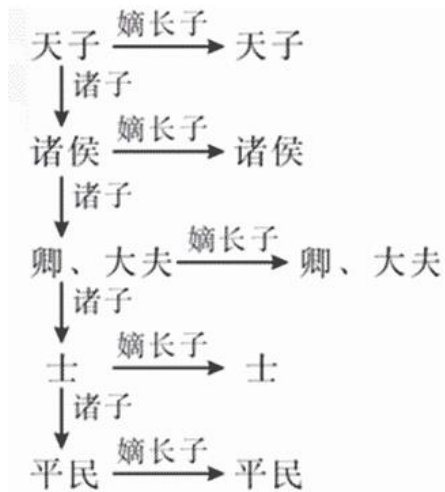 嫡长子
天子 天子
诸子
嫡长子
诸侯 诸侯
诸子
嫡长子
卿、大夫 卿、大夫
诸子
嫡长子
士 士
诸子
嫡长子
平民 平民